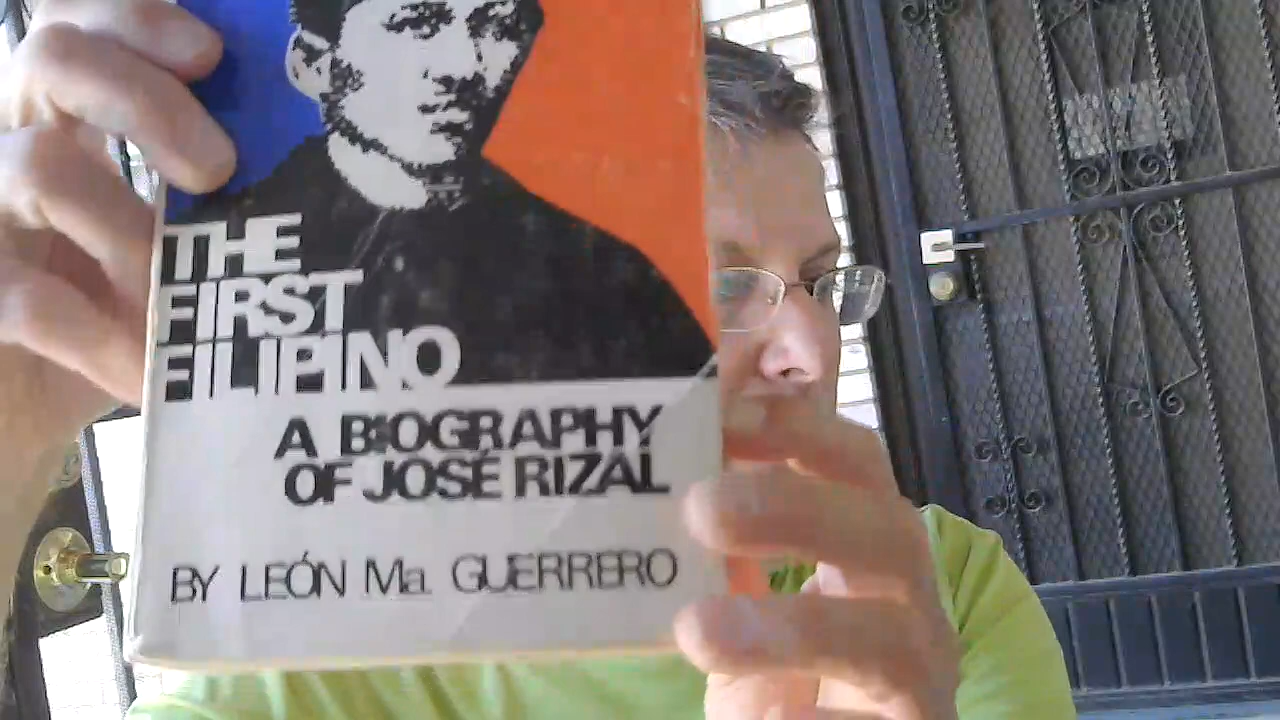 THE
FIRST
FILIPINO
A BIOGRAPHY
OF JOSÉ RIZAL
BY LEÓN Ma. GUERRERO